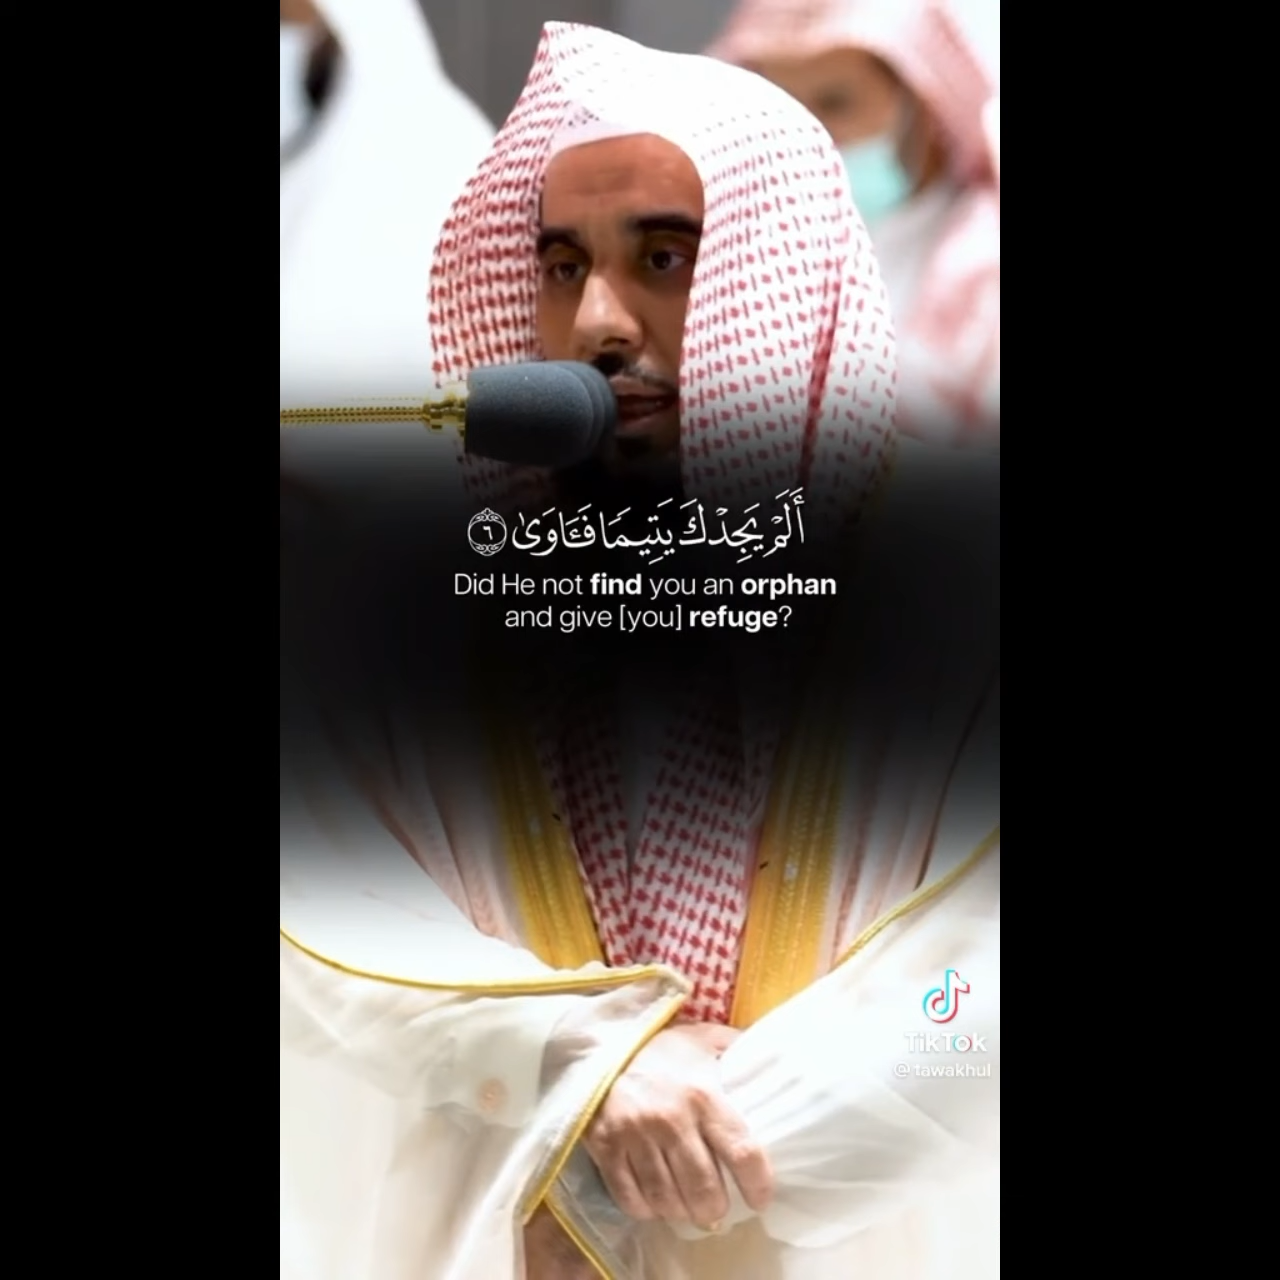 أَلَمْ يَجِدْكَ يَتِيمًا فَـَٔاوَىٰ ٦
Did He not find you an orphan
and give [you] refuge?
TikTok
@tawakhul